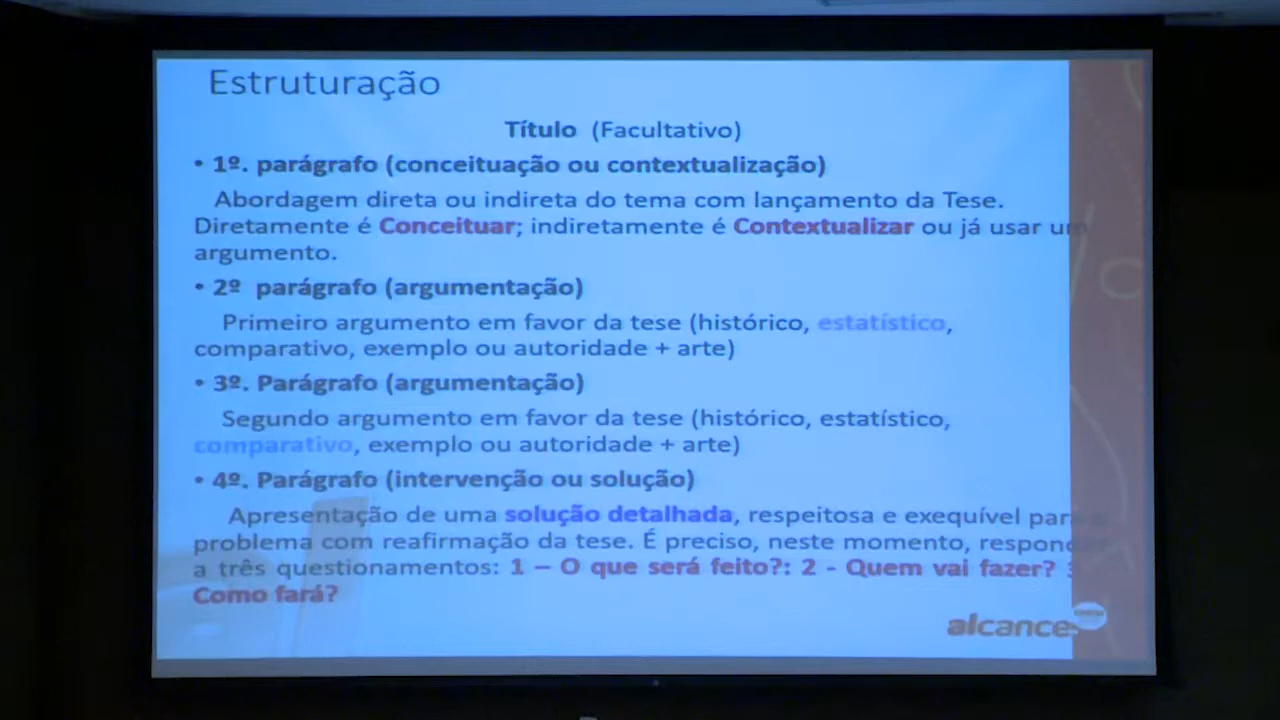 Estruturação
Título (Facultativo)
• 1º. parágrafo (conceituação ou contextualização)
Abordagem direta ou indireta do tema com lançamento da Tese.
Diretamente é Conceituar; indiretamente é Contextualizar ou já usar um
argumento.
• 2º parágrafo (argumentação)
Primeiro argumento em favor da tese (histórico, estatístico,
comparativo, exemplo ou autoridade + arte)
• 3º. Parágrafo (argumentação)
Segundo argumento em favor da tese (histórico, estatístico,
comparativo, exemplo ou autoridade + arte)
• 4º. Parágrafo (intervenção ou solução)
Apresentação de uma solução detalhada, respeitosa e exequível para
problema com reafirmação da tese. É preciso, neste momento,
a três questionamentos: 1 – O que será feito?: 2 - Quem vai fazer? 3
Como fará?
alcance